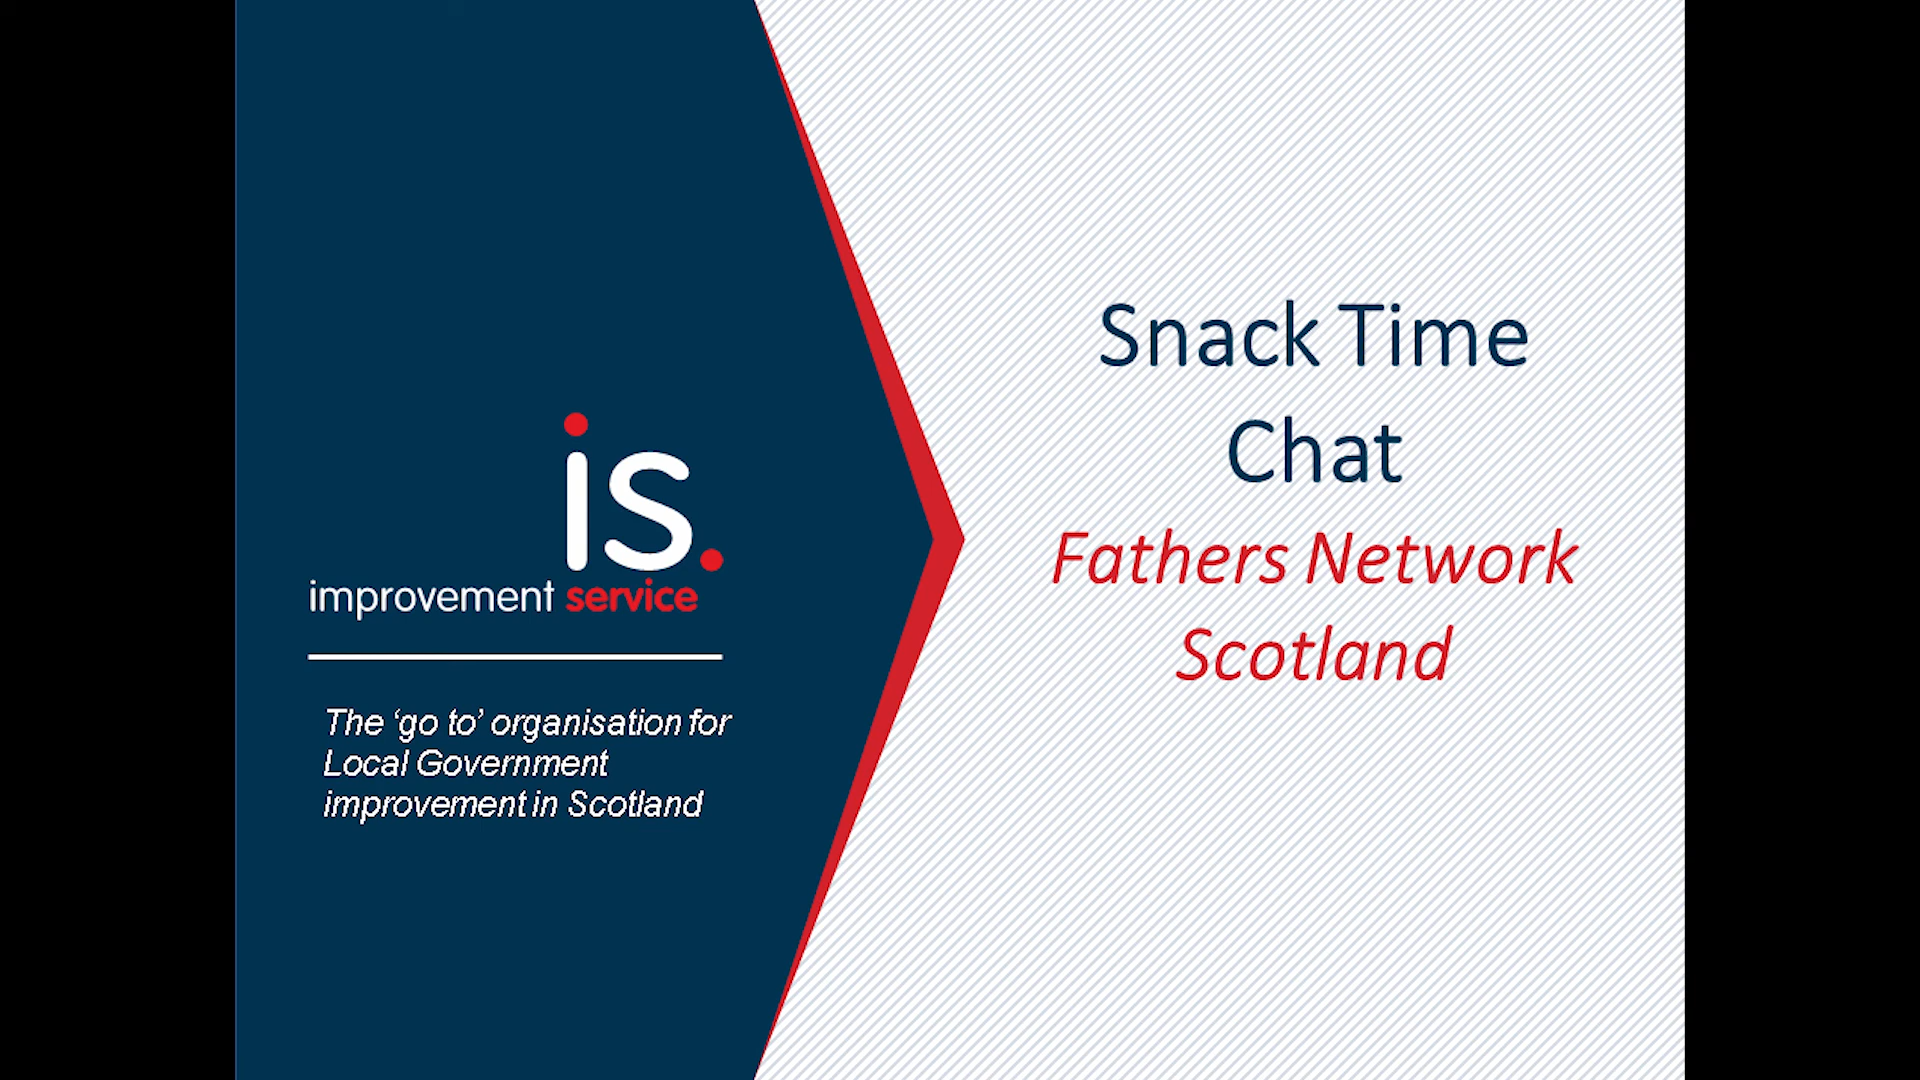 is.
improvement service
The ‘go to’ organisation for
Local Government
improvement in Scotland
Snack Time
Chat
Fathers Network
Scotland